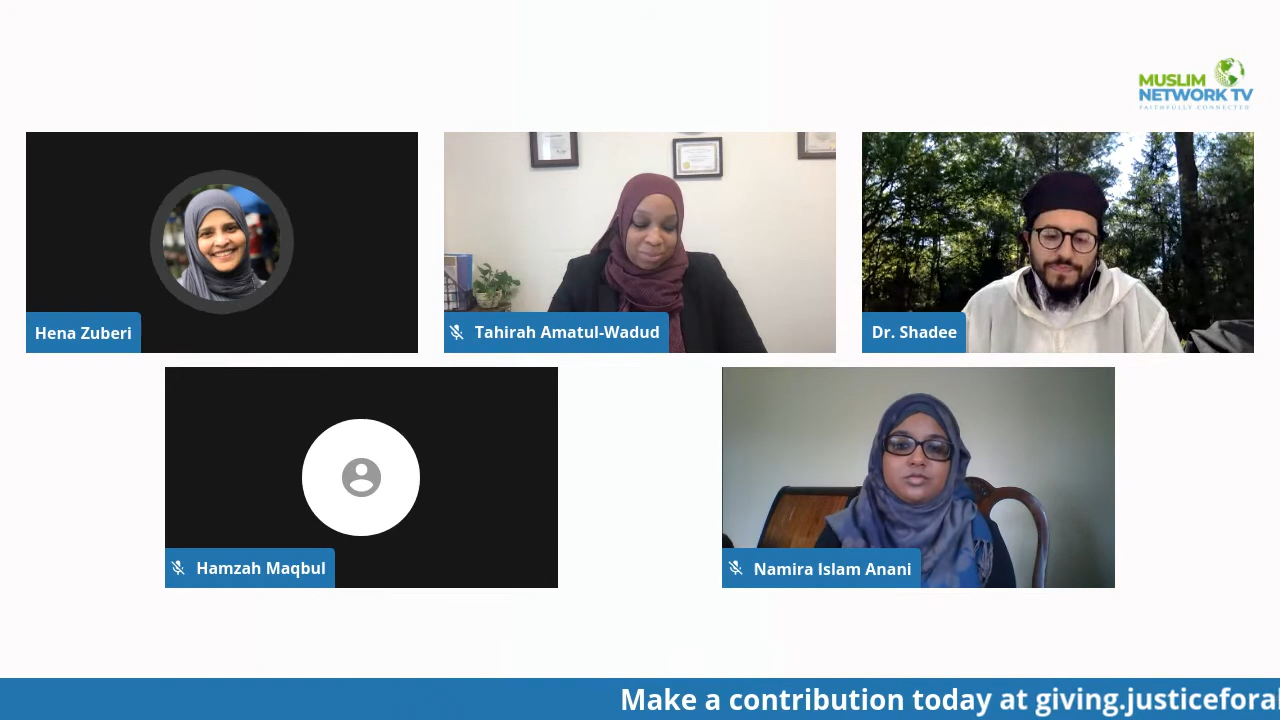 MUSLIM
NETWORK TV
FAITHFULLY CONNECTED
Hena Zuberi
Tahirah Amatul-Wadud
Dr. Shadee
Hamzah Maqbul
Namira Islam Anani
Make a contribution today at giving.justicefora